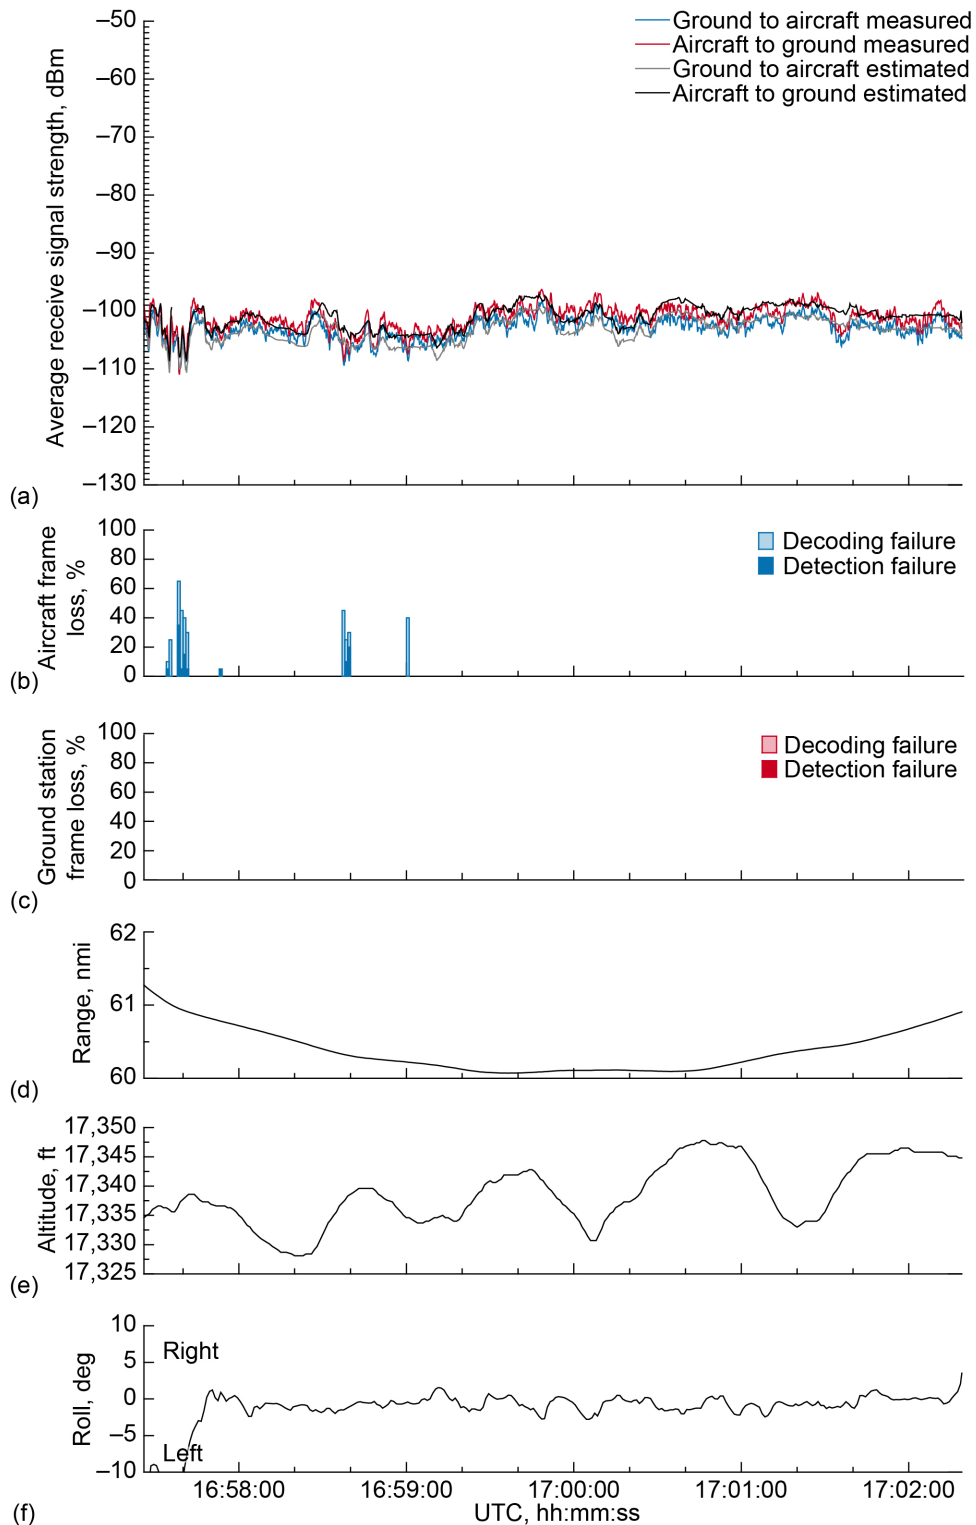 Ground to aircraft measured
Aircraft to ground measured
Ground to aircraft estimated
Aircraft to ground estimated
Average receive signal strength, dBm
–50
–60
–70
–80
–90
–100
–110
–120
–130
(a)
Aircraft frame
loss, %
100
80
60
40
20
0
Decoding failure
Detection failure
(b)
Ground station
frame loss, %
100
80
60
40
20
0
Decoding failure
Detection failure
(c)
Range, nmi
62
61
60
(d)
Altitude, ft
17,350
17,345
17,340
17,335
17,330
17,325
(e)
Roll, deg
10
5
0
–5
–10
Right
Left
16:58:00 16:59:00 17:00:00 17:01:00 17:02:00
UTC, hh:mm:ss
(f)